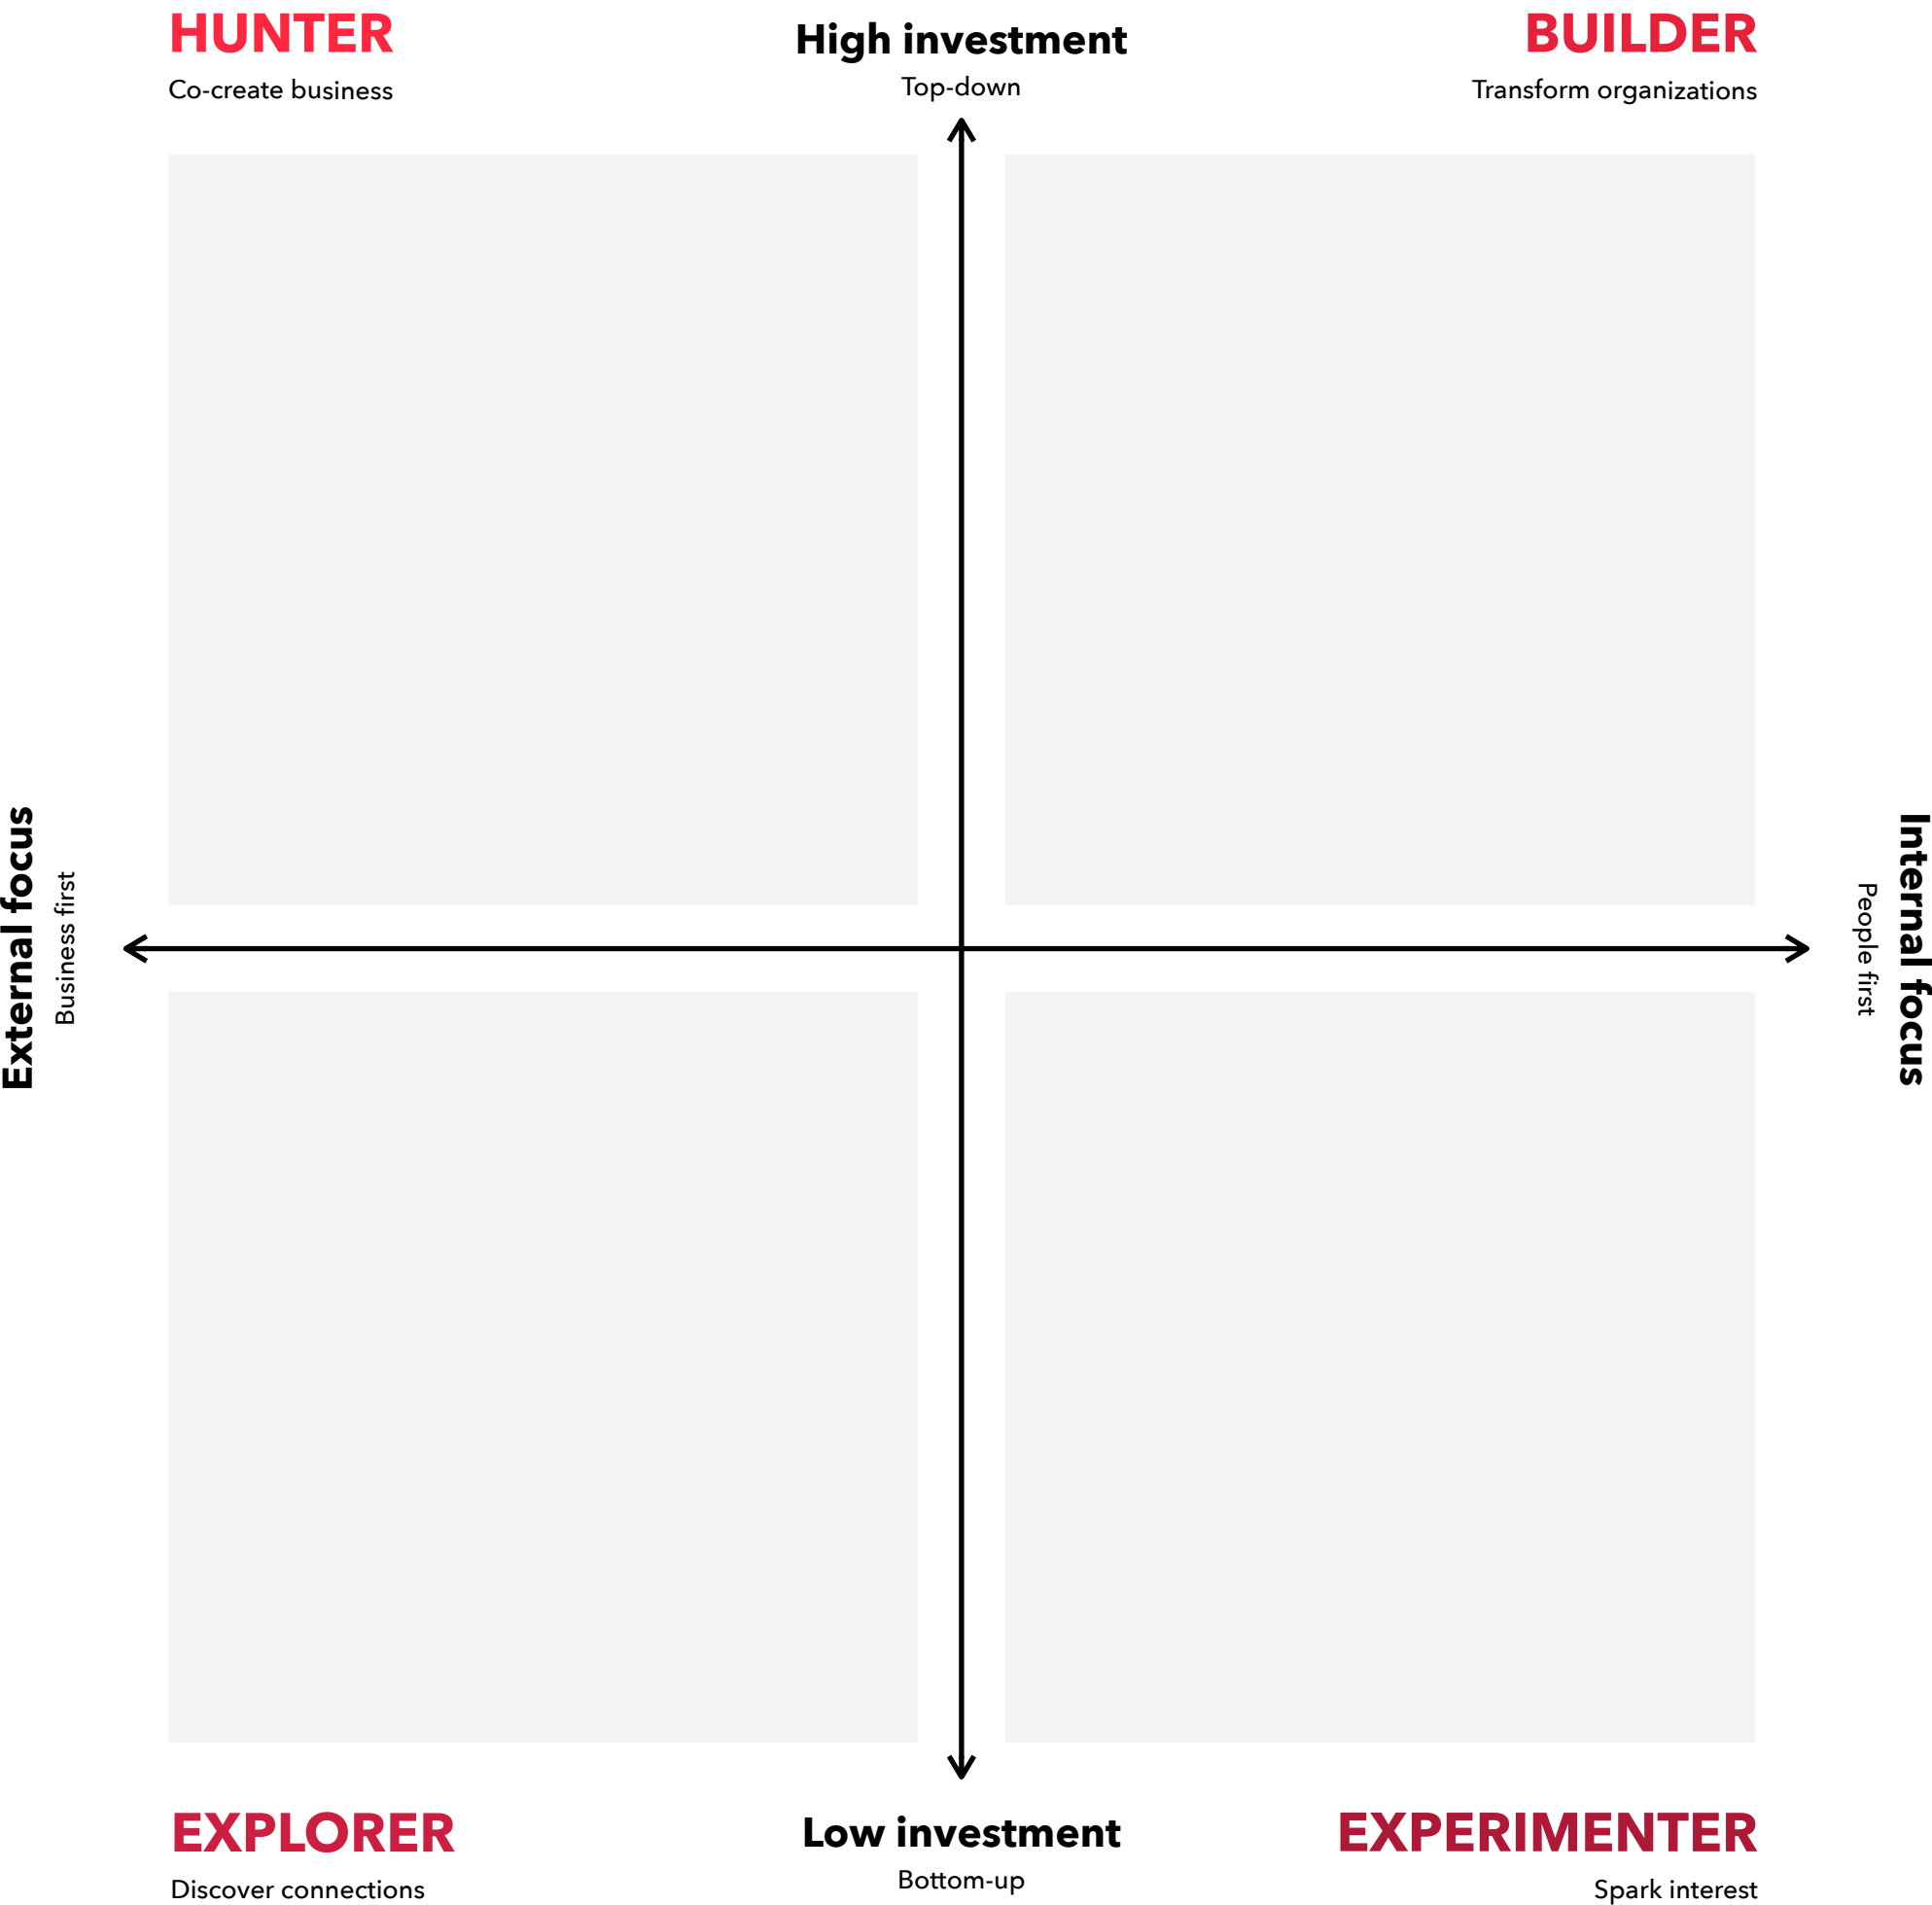 HUNTER
Co-create business
High investment
Top-down
BUILDER
Transform organizations
External focus
Business first
People first
Internal focus
EXPLORER
Discover connections
Low investment
Bottom-up
EXPERIMENTER
Spark interest